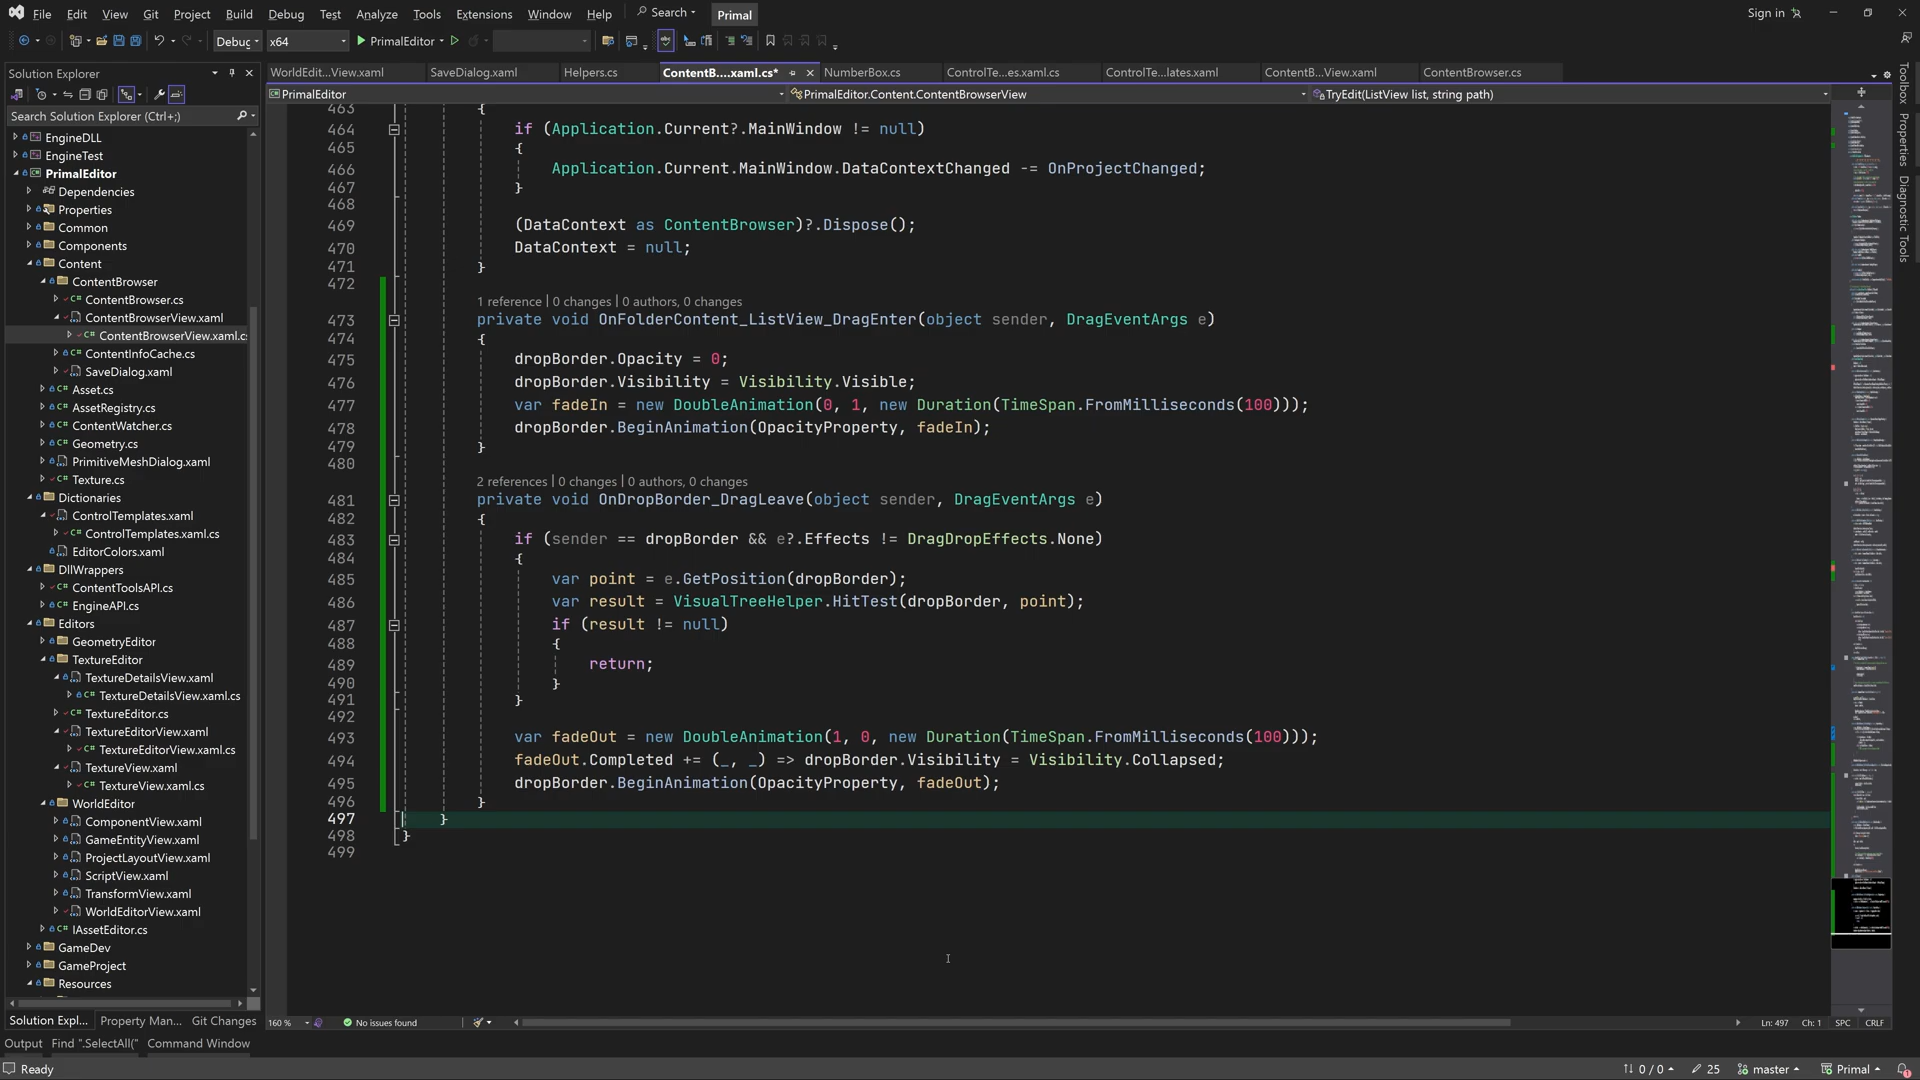 File Edit View Git Project Build Debug Test Analyze Tools Extensions Window Help Search Primal Sign in
Debug x64 PrimalEditor
Solution Explorer
WorldEdit...View.xaml SaveDialog.xaml Helpers.cs ContentB....xaml.cs* NumberBox.cs ControlTe...es.xaml.cs ControlTe...lates.xaml ContentB...View.xaml ContentBrowser.cs
PrimalEditor PrimalEditor.Content.ContentBrowserView TryEdit(ListView list, string path)
Search Solution Explorer (Ctrl+;)
EngineDLL
EngineTest
PrimalEditor
Dependencies
Properties
Common
Components
Content
ContentBrowser
ContentBrowser.cs
ContentBrowserView.xaml
ContentBrowserView.xaml.cs
ContentInfoCache.cs
SaveDialog.xaml
Asset.cs
AssetRegistry.cs
ContentWatcher.cs
Geometry.cs
PrimitiveMeshDialog.xaml
Texture.cs
Dictionaries
ControlTemplates.xaml
ControlTemplates.xaml.cs
EditorColors.xaml
DllWrappers
ContentToolsAPI.cs
EngineAPI.cs
Editors
GeometryEditor
TextureEditor
TextureDetailsView.xaml
TextureDetailsView.xaml.cs
TextureEditor.cs
TextureEditorView.xaml
TextureEditorView.xaml.cs
TextureView.xaml
TextureView.xaml.cs
WorldEditor
ComponentView.xaml
GameEntityView.xaml
ProjectLayoutView.xaml
ScriptView.xaml
TransformView.xaml
WorldEditorView.xaml
IAssetEditor.cs
GameDev
GameProject
Resources
Solution Expl... Property Man... Git Changes
463 {
464 if (Application.Current?.MainWindow != null)
465 {
466 Application.Current.MainWindow.DataContextChanged -= OnProjectChanged;
467 }
468
469 (DataContext as ContentBrowser)?.Dispose();
470 DataContext = null;
471 }
472
1 reference | 0 changes | 0 authors, 0 changes
473 private void OnFolderContent_ListView_DragEnter(object sender, DragEventArgs e)
474 {
475 dropBorder.Opacity = 0;
476 dropBorder.Visibility = Visibility.Visible;
477 var fadeIn = new DoubleAnimation(0, 1, new Duration(TimeSpan.FromMilliseconds(100)));
478 dropBorder.BeginAnimation(OpacityProperty, fadeIn);
479 }
480
2 references | 0 changes | 0 authors, 0 changes
481 private void OnDropBorder_DragLeave(object sender, DragEventArgs e)
482 {
483 if (sender == dropBorder && e?.Effects != DragDropEffects.None)
484 {
485 var point = e.GetPosition(dropBorder);
486 var result = VisualTreeHelper.HitTest(dropBorder, point);
487 if (result != null)
488 {
489 return;
490 }
491 }
492
493 var fadeOut = new DoubleAnimation(1, 0, new Duration(TimeSpan.FromMilliseconds(100)));
494 fadeOut.Completed += (_, _) => dropBorder.Visibility = Visibility.Collapsed;
495 dropBorder.BeginAnimation(OpacityProperty, fadeOut);
496 }
497 }
498 }
499
160 % No issues found Ln: 497 Ch: 1 SPC CRLF
Toolbox
Properties
Diagnostic Tools
Output Find ".SelectAll(" Command Window
Ready 0 / 0 25 master Primal 1